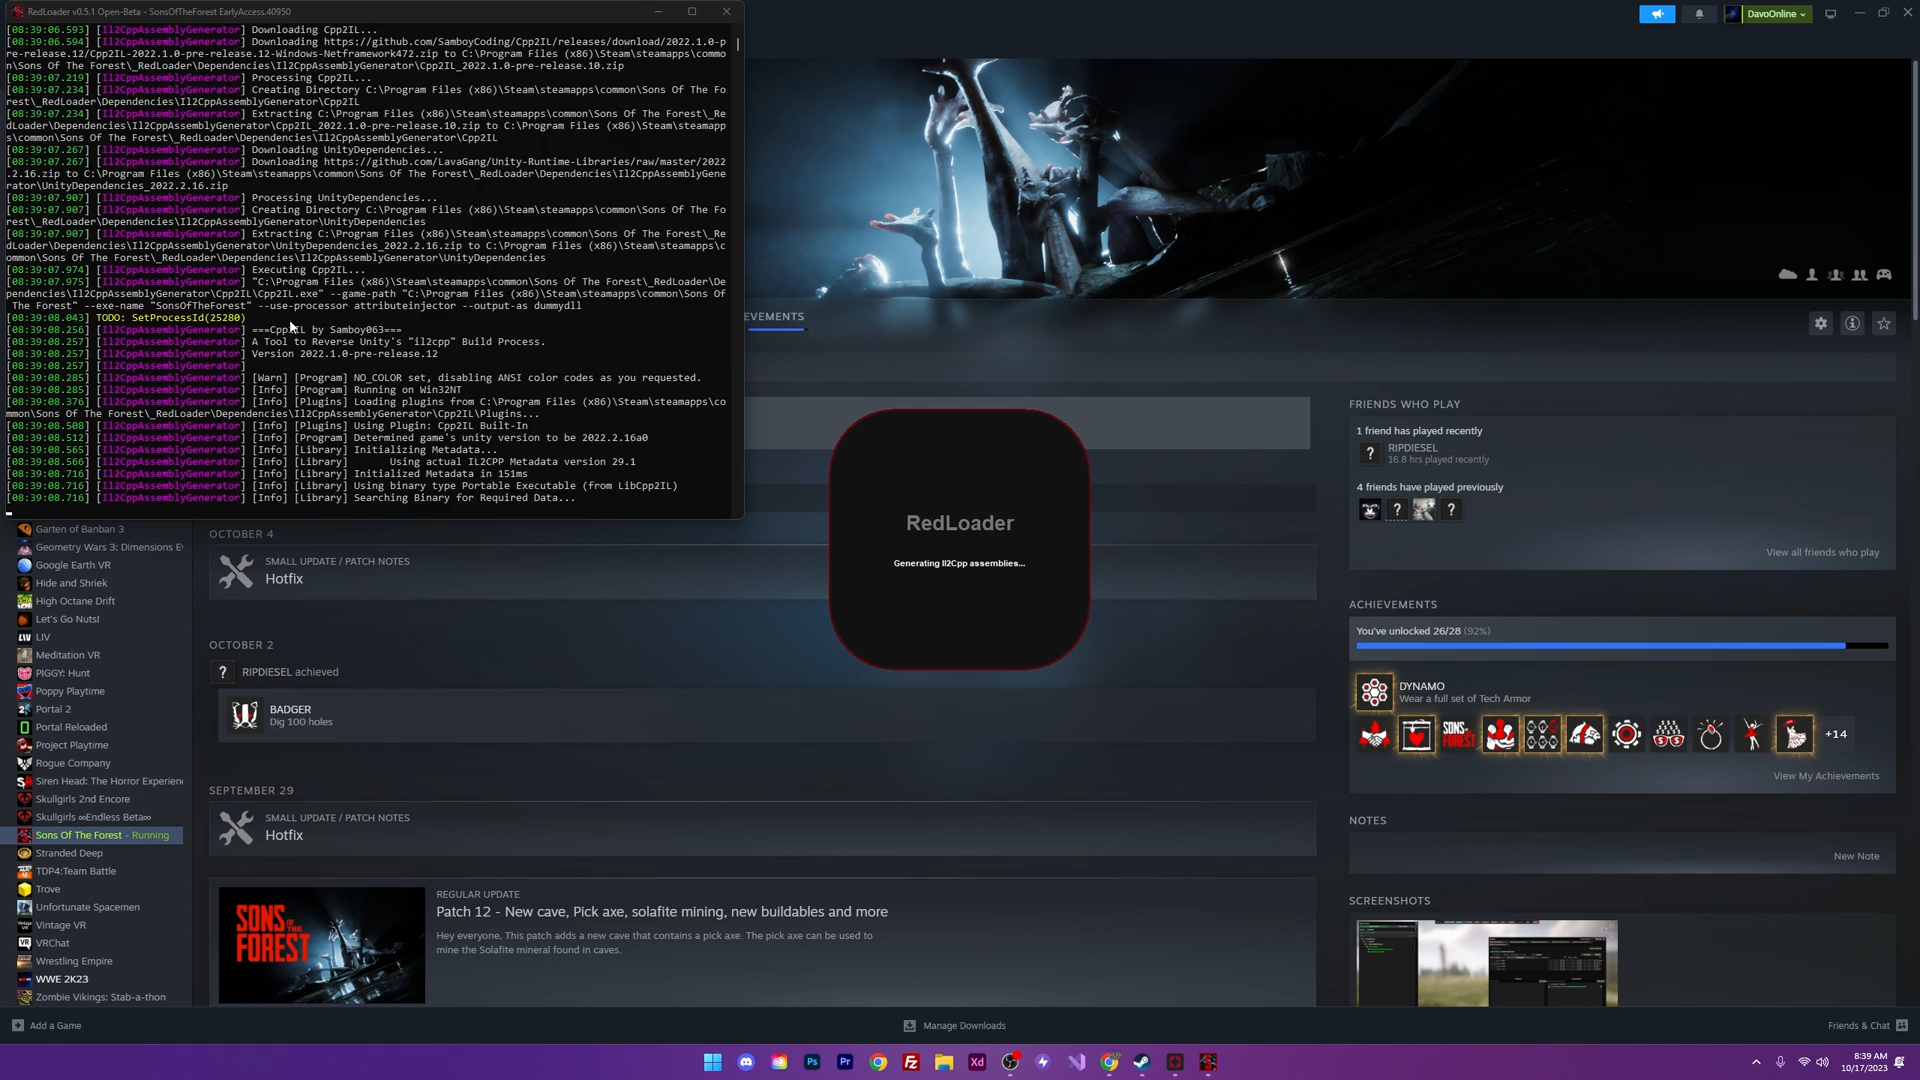 RedLoader v0.5.1 Open-Beta - SonsOfTheForest EarlyAccess.40950
[08:39:06.593] [Il2CppAssemblyGenerator] Downloading Cpp2IL...
[08:39:06.594] [Il2CppAssemblyGenerator] Downloading https://github.com/SamboyCoding/Cpp2IL/releases/download/2022.1.0-p
re-release.12/Cpp2IL-2022.1.0-pre-release.12-Windows-Netframework472.zip to C:\Program Files (x86)\Steam\steamapps\commo
n\Sons Of The Forest\_RedLoader\Dependencies\Il2CppAssemblyGenerator\Cpp2IL_2022.1.0-pre-release.10.zip
[08:39:07.219] [Il2CppAssemblyGenerator] Processing Cpp2IL...
[08:39:07.234] [Il2CppAssemblyGenerator] Creating Directory C:\Program Files (x86)\Steam\steamapps\common\Sons Of The Fo
rest\_RedLoader\Dependencies\Il2CppAssemblyGenerator\Cpp2IL
[08:39:07.234] [Il2CppAssemblyGenerator] Extracting C:\Program Files (x86)\Steam\steamapps\common\Sons Of The Forest\_Re
dLoader\Dependencies\Il2CppAssemblyGenerator\Cpp2IL_2022.1.0-pre-release.10.zip to C:\Program Files (x86)\Steam\steamapp
s\common\Sons Of The Forest\_RedLoader\Dependencies\Il2CppAssemblyGenerator\Cpp2IL
[08:39:07.267] [Il2CppAssemblyGenerator] Downloading UnityDependencies...
[08:39:07.267] [Il2CppAssemblyGenerator] Downloading https://github.com/LavaGang/Unity-Runtime-Libraries/raw/master/2022
.2.16.zip to C:\Program Files (x86)\Steam\steamapps\common\Sons Of The Forest\_RedLoader\Dependencies\Il2CppAssemblyGene
rator\UnityDependencies_2022.2.16.zip
[08:39:07.907] [Il2CppAssemblyGenerator] Processing UnityDependencies...
[08:39:07.907] [Il2CppAssemblyGenerator] Creating Directory C:\Program Files (x86)\Steam\steamapps\common\Sons Of The Fo
rest\_RedLoader\Dependencies\Il2CppAssemblyGenerator\UnityDependencies
[08:39:07.907] [Il2CppAssemblyGenerator] Extracting C:\Program Files (x86)\Steam\steamapps\common\Sons Of The Forest\_Re
dLoader\Dependencies\Il2CppAssemblyGenerator\UnityDependencies_2022.2.16.zip to C:\Program Files (x86)\Steam\steamapps\c
ommon\Sons Of The Forest\_RedLoader\Dependencies\Il2CppAssemblyGenerator\UnityDependencies
[08:39:07.974] [Il2CppAssemblyGenerator] Executing Cpp2IL...
[08:39:07.975] [Il2CppAssemblyGenerator] "C:\Program Files (x86)\Steam\steamapps\common\Sons Of The Forest\_RedLoader\De
pendencies\Il2CppAssemblyGenerator\Cpp2IL\Cpp2IL.exe" --game-path "C:\Program Files (x86)\Steam\steamapps\common\Sons Of
The Forest" --exe-name "SonsOfTheForest" --use-processor attributeinjector --output-as dummydll
[08:39:08.043] TODO: SetProcessId(25280)
[08:39:08.256] [Il2CppAssemblyGenerator] ===Cpp2IL by Samboy063===
[08:39:08.257] [Il2CppAssemblyGenerator] A Tool to Reverse Unity's "il2cpp" Build Process.
[08:39:08.257] [Il2CppAssemblyGenerator] Version 2022.1.0-pre-release.12
[08:39:08.257] [Il2CppAssemblyGenerator]
[08:39:08.285] [Il2CppAssemblyGenerator] [Warn] [Program] NO_COLOR set, disabling ANSI color codes as you requested.
[08:39:08.285] [Il2CppAssemblyGenerator] [Info] [Program] Running on Win32NT
[08:39:08.376] [Il2CppAssemblyGenerator] [Info] [Plugins] Loading plugins from C:\Program Files (x86)\Steam\steamapps\co
mmon\Sons Of The Forest\_RedLoader\Dependencies\Il2CppAssemblyGenerator\Cpp2IL\Plugins...
[08:39:08.508] [Il2CppAssemblyGenerator] [Info] [Plugins] Using Plugin: Cpp2IL Built-In
[08:39:08.512] [Il2CppAssemblyGenerator] [Info] [Program] Determined game's unity version to be 2022.2.16a0
[08:39:08.565] [Il2CppAssemblyGenerator] [Info] [Library] Initializing Metadata...
[08:39:08.566] [Il2CppAssemblyGenerator] [Info] [Library] Using actual IL2CPP Metadata version 29.1
[08:39:08.716] [Il2CppAssemblyGenerator] [Info] [Library] Initialized Metadata in 151ms
[08:39:08.716] [Il2CppAssemblyGenerator] [Info] [Library] Using binary type Portable Executable (from LibCpp2IL)
[08:39:08.716] [Il2CppAssemblyGenerator] [Info] [Library] Searching Binary for Required Data...
DavoOnline
EVEMENTS
RedLoader
Generating Il2Cpp assemblies...
Garten of Banban 3
Geometry Wars 3: Dimensions E
Google Earth VR
Hide and Shriek
High Octane Drift
Let's Go Nuts!
LIV
Meditation VR
PIGGY: Hunt
Poppy Playtime
Portal 2
Portal Reloaded
Project Playtime
Rogue Company
Siren Head: The Horror Experien
Skullgirls 2nd Encore
Skullgirls ∞Endless Beta∞
Sons Of The Forest - Running
Stranded Deep
TDP4:Team Battle
Trove
Unfortunate Spacemen
Vintage VR
VRChat
Wrestling Empire
WWE 2K23
Zombie Vikings: Stab-a-thon
OCTOBER 4
SMALL UPDATE / PATCH NOTES
Hotfix
OCTOBER 2
? RIPDIESEL achieved
BADGER
Dig 100 holes
SEPTEMBER 29
SMALL UPDATE / PATCH NOTES
Hotfix
SONS OF THE FOREST
REGULAR UPDATE
Patch 12 - New cave, Pick axe, solafite mining, new buildables and more
Hey everyone, This patch adds a new cave that contains a pick axe. The pick axe can be used to
mine the Solafite mineral found in caves.
FRIENDS WHO PLAY
1 friend has played recently
? RIPDIESEL
16.8 hrs played recently
4 friends have played previously
? ?
View all friends who play
ACHIEVEMENTS
You've unlocked 26/28 (92%)
DYNAMO
Wear a full set of Tech Armor
SONS OF THE FOREST
+14
View My Achievements
NOTES
New Note
SCREENSHOTS
Add a Game
Manage Downloads
Friends & Chat
Ps
Pr
Fz
Xd
8:39 AM
10/17/2023